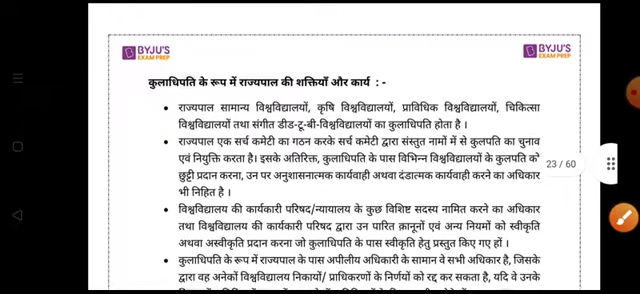 BYJU'S
EXAM PREP
BYJU'S
EXAM PREP
कुलाधिपति के रूप में राज्यपाल की शक्तियाँ और कार्य : -
• राज्यपाल सामान्य विश्वविद्यालयों, कृषि विश्वविद्यालयों, प्राविधिक विश्वविद्यालयों, चिकित्सा
विश्वविद्यालयों तथा संगीत डीड-टू-बी-विश्वविद्यालयों का कुलाधिपति होता है ।
• राज्यपाल एक सर्च कमेटी का गठन करके सर्च कमेटी द्वारा संस्तुत नामों में से कुलपति का चुनाव
एवं नियुक्ति करता है। इसके अतिरिक्त, कुलाधिपति के पास विभिन्न विश्वविद्यालयों के कुलपति को
छुट्टी प्रदान करना, उन पर अनुशासनात्मक कार्यवाही अथवा दंडात्मक कार्यवाही करने का अधिकार
भी निहित है ।
23 / 60
• विश्वविद्यालय की कार्यकारी परिषद/न्यायालय के कुछ विशिष्ट सदस्य नामित करने का अधिकार
तथा विश्वविद्यालय की कार्यकारी परिषद द्वारा उन पारित क़ानूनों एवं अन्य नियमों को स्वीकृति
अथवा अस्वीकृति प्रदान करना जो कुलाधिपति के पास स्वीकृति हेतु प्रस्तुत किए गए हों ।
• कुलाधिपति के रूप में राज्यपाल के पास अपीलीय अधिकारी के सामान वे सभी अधिकार है, जिसके
द्वारा वह अनेकों विश्वविद्यालय निकायों/ प्राधिकरणों के निर्णयों को रद्द कर सकता है, यदि वे उनके